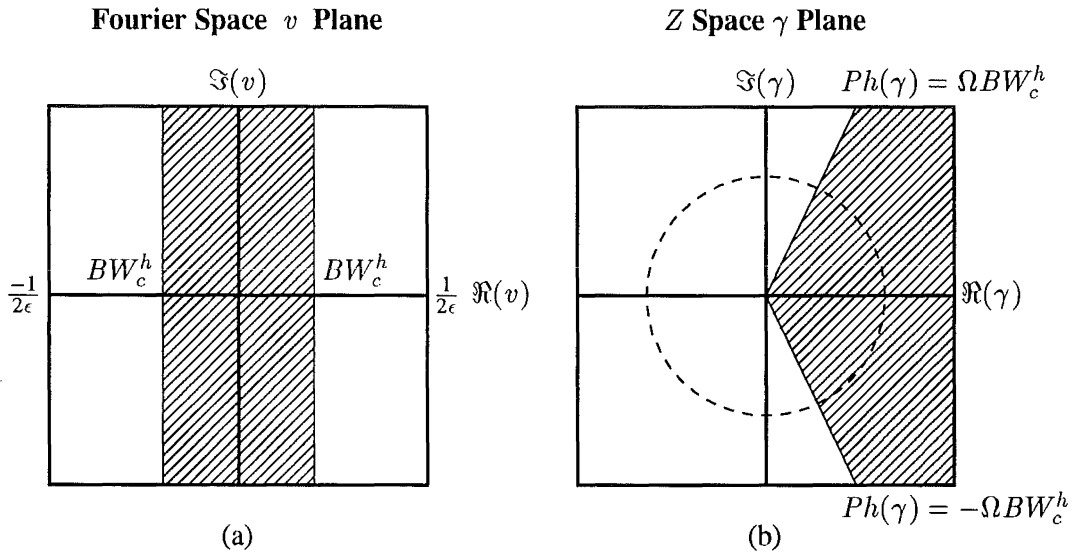 Fourier Space v Plane
ℑ(v)
BW_c^h
BW_c^h
-1/2ϵ
1/2ϵ ℜ(v)
(a)
Z Space γ Plane
ℑ(γ)
Ph(γ) = ΩBW_c^h
ℜ(γ)
Ph(γ) = -ΩBW_c^h
(b)